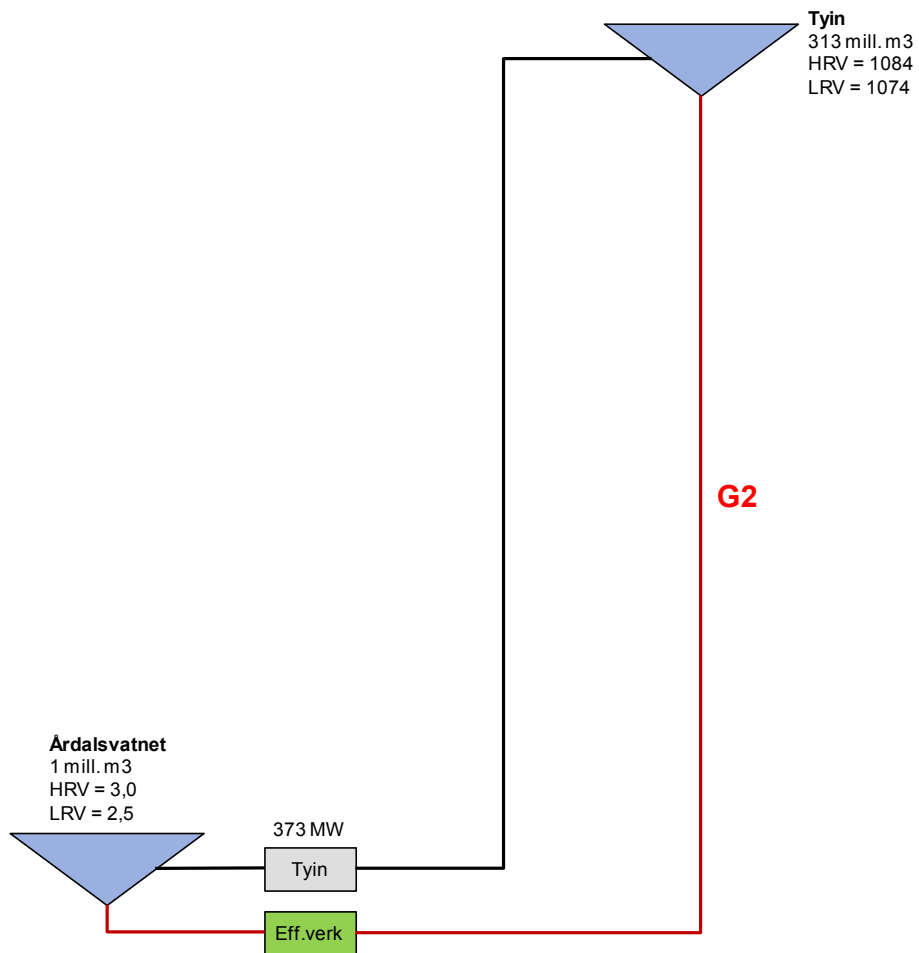 Tyin
313 mill. m3
HRV = 1084
LRV = 1074
G2
Årdalsvatnet
1 mill. m3
HRV = 3,0
LRV = 2,5
373 MW
Tyin
Eff.verk